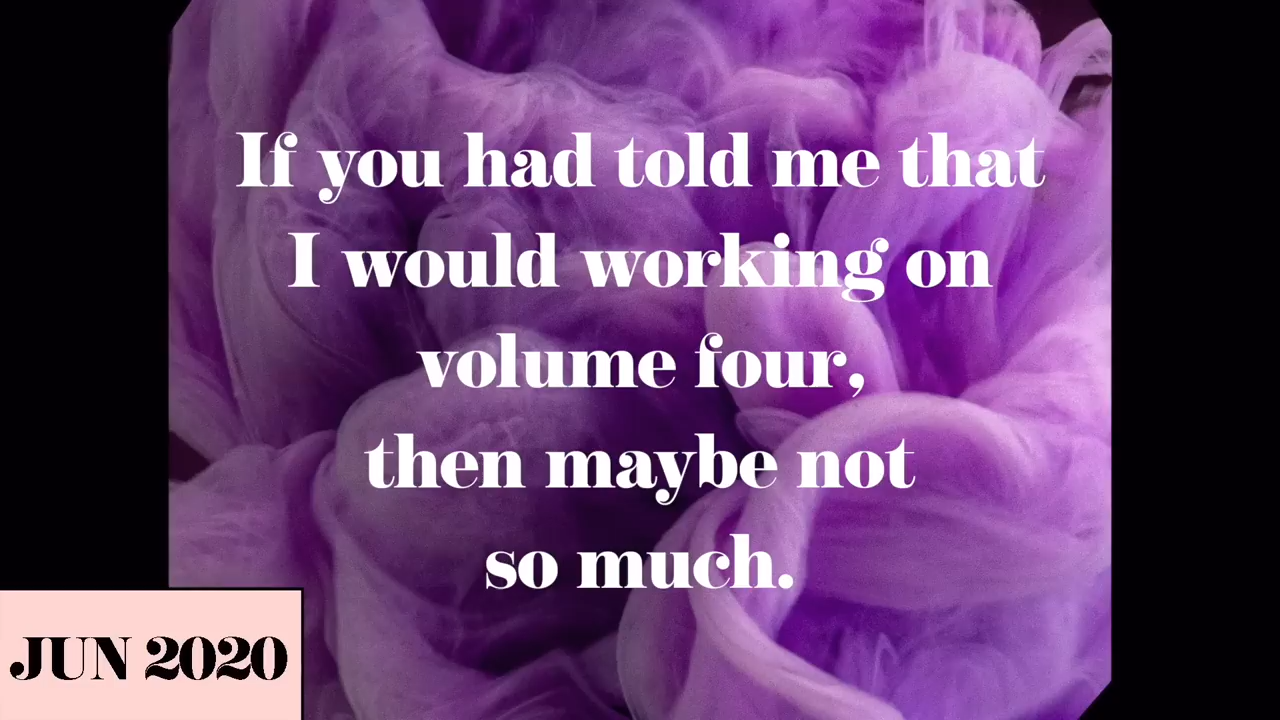 If you had told me that
I would working on
volume four,
then maybe not
so much.
JUN 2020